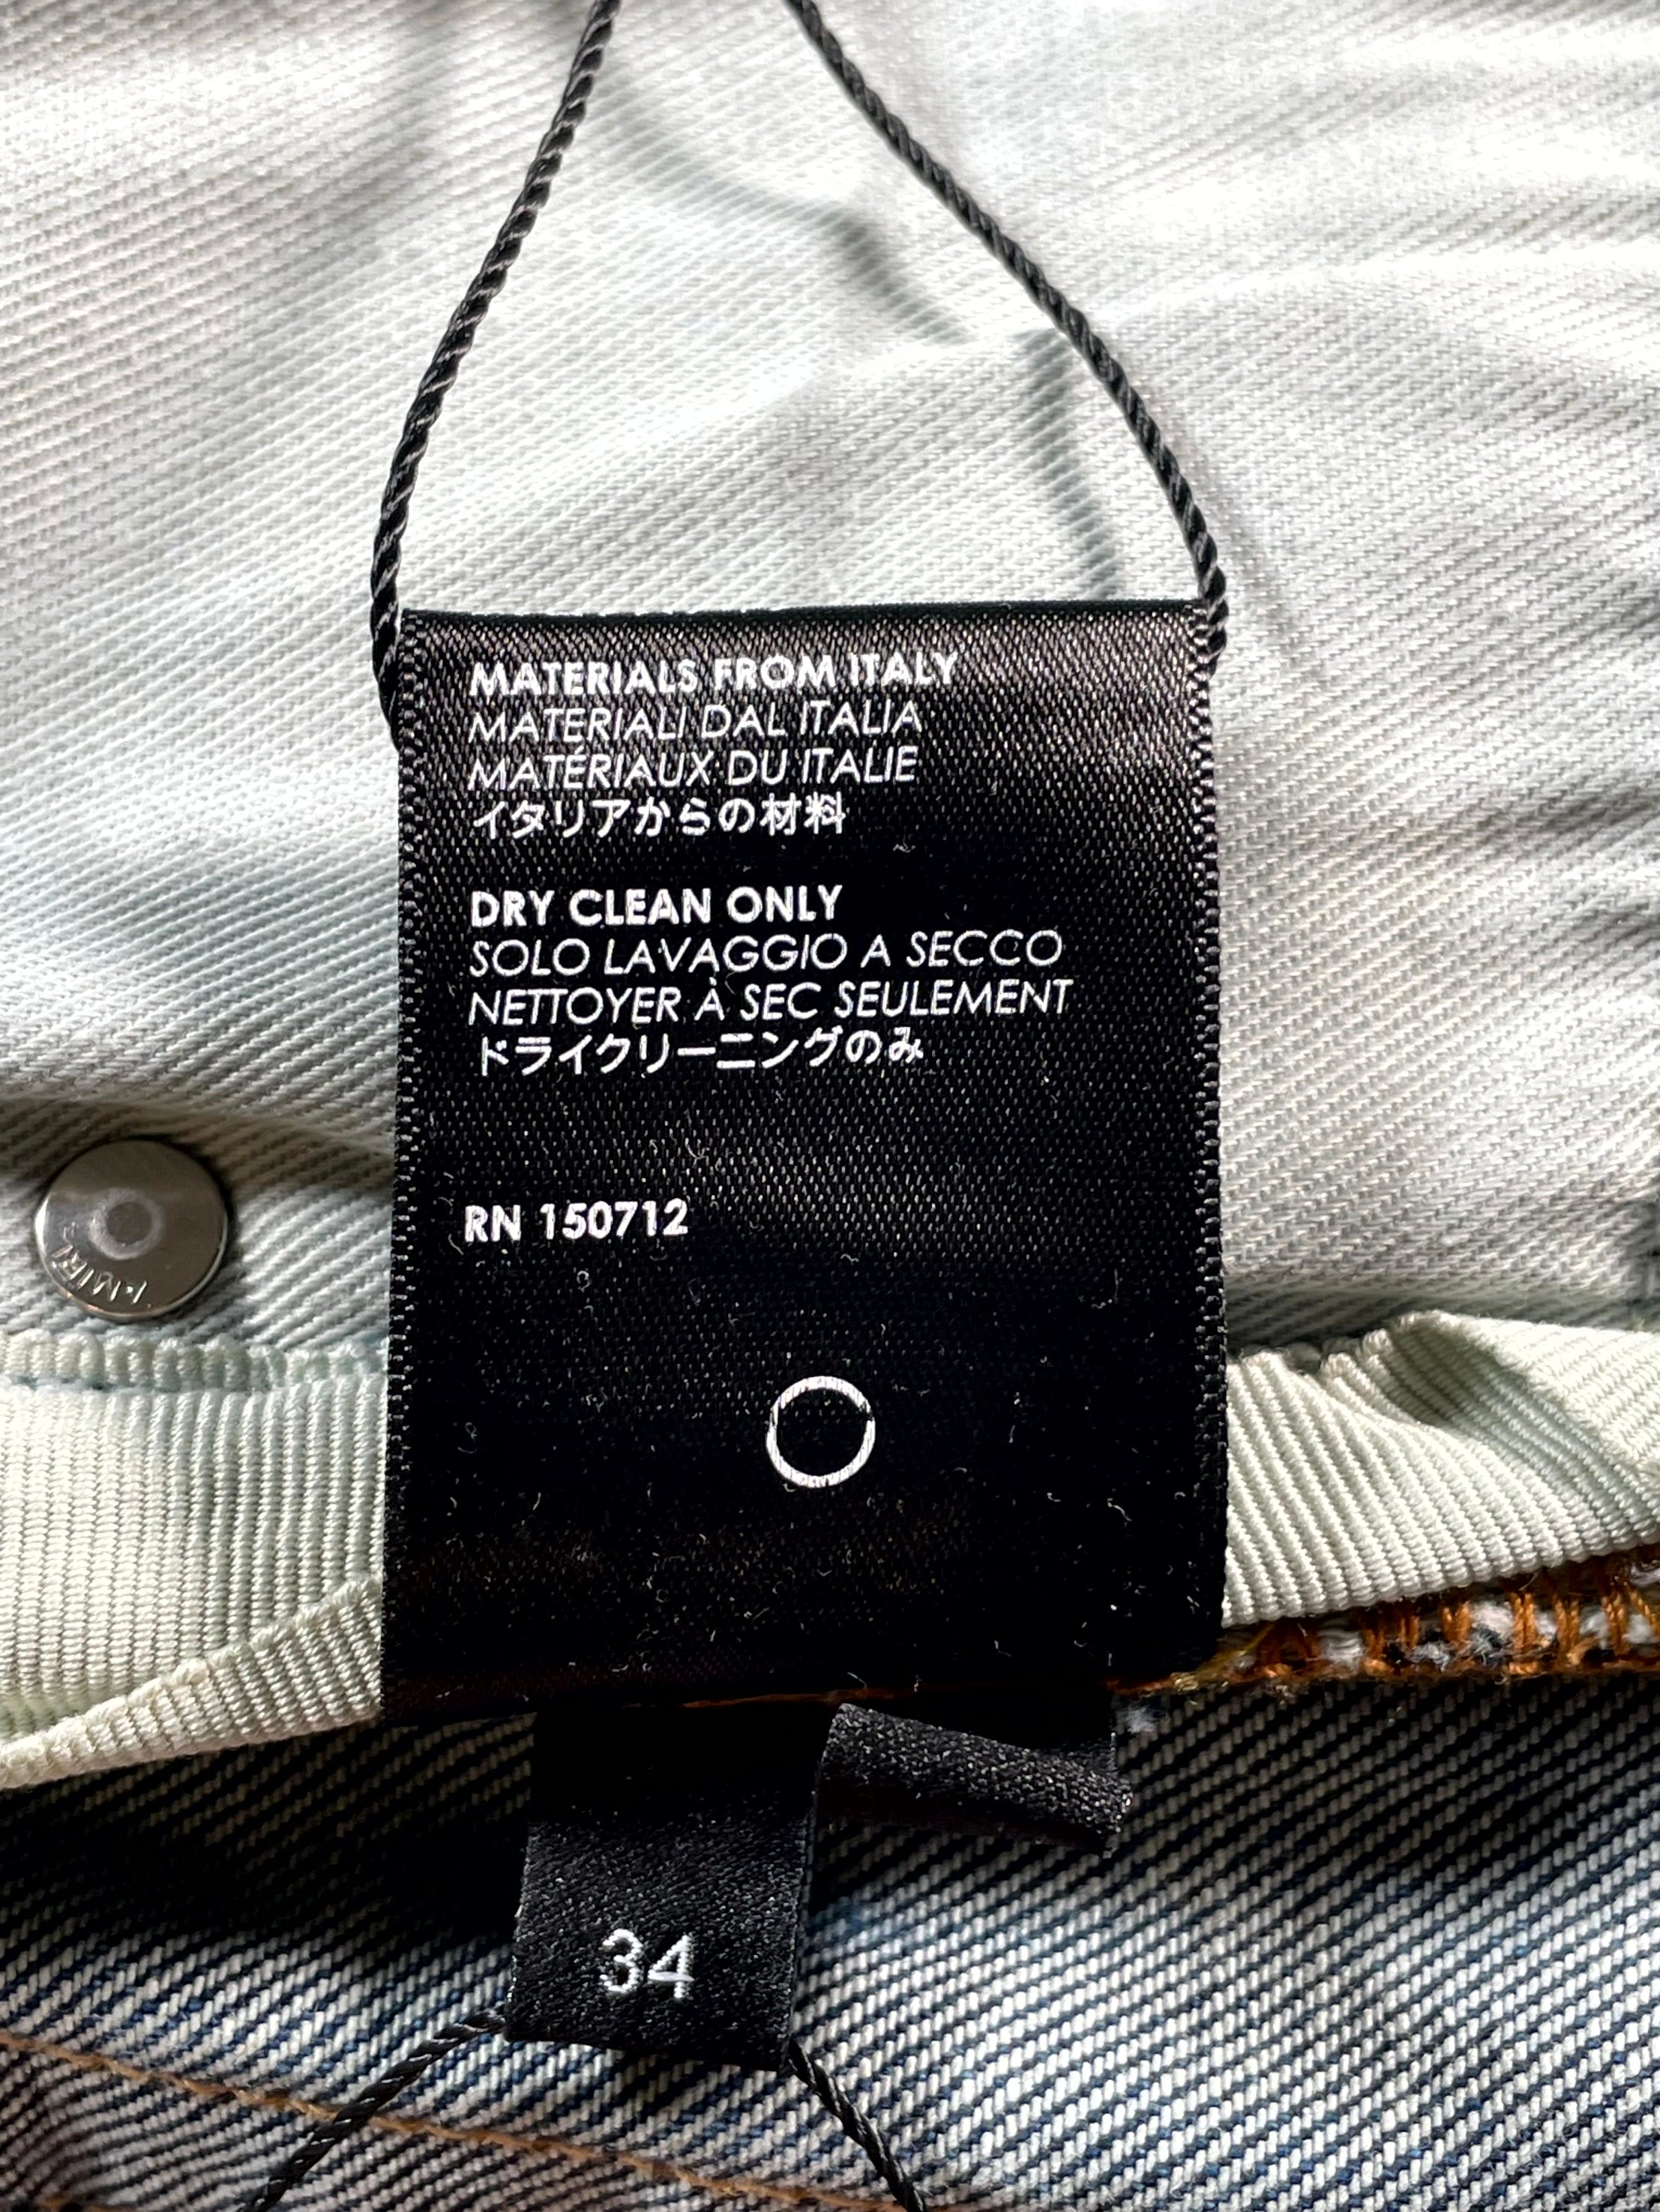 MATERIALS FROM ITALY
MATERIALI DAL ITALIA
MATÉRIAUX DU ITALIE
イタリアからの材料
DRY CLEAN ONLY
SOLO LAVAGGIO A SECCO
NETTOYER À SEC SEULEMENT
ドライクリーニングのみ
RN 150712
AMIRI
34